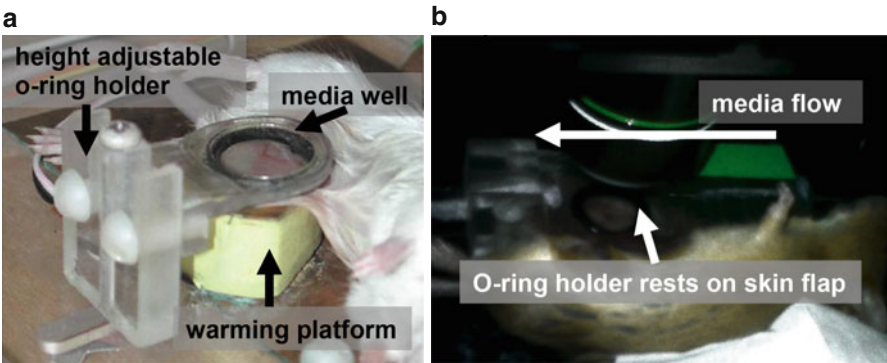 a
height adjustable
o-ring holder
media well
warming platform
b
media flow
O-ring holder rests on skin flap